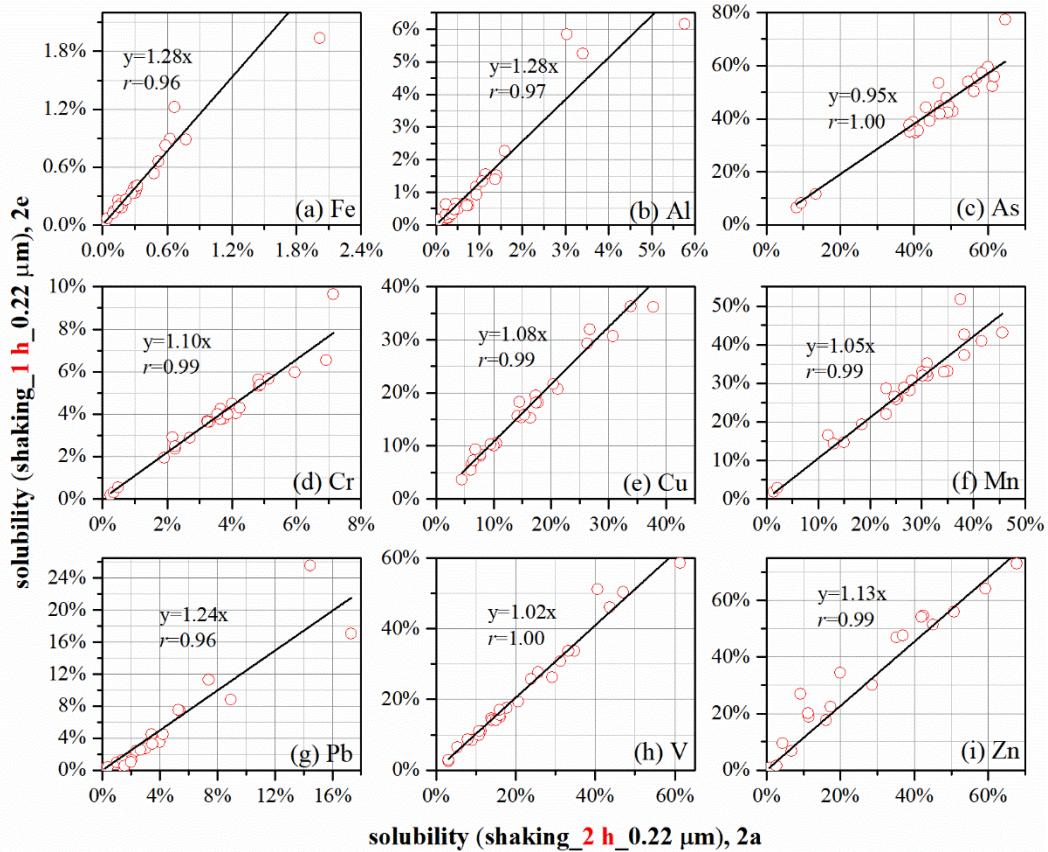 solubility (shaking_1 h_0.22 μm), 2e
1.8%
1.2%
0.6%
0.0%
y=1.28x
r=0.96
(a) Fe
0.0% 0.6% 1.2% 1.8% 2.4%
6%
5%
4%
3%
2%
1%
0%
y=1.28x
r=0.97
(b) Al
0% 1% 2% 3% 4% 5% 6%
80%
60%
40%
20%
0%
y=0.95x
r=1.00
(c) As
0% 20% 40% 60%
10%
8%
6%
4%
2%
0%
y=1.10x
r=0.99
(d) Cr
0% 2% 4% 6% 8%
40%
30%
20%
10%
0%
y=1.08x
r=0.99
(e) Cu
0% 10% 20% 30% 40%
50%
40%
30%
20%
10%
0%
y=1.05x
r=0.99
(f) Mn
0% 10% 20% 30% 40% 50%
24%
20%
16%
12%
8%
4%
0%
y=1.24x
r=0.96
(g) Pb
0% 4% 8% 12% 16%
60%
40%
20%
0%
y=1.02x
r=1.00
(h) V
0% 20% 40% 60%
70%
60%
50%
40%
30%
20%
10%
0%
y=1.13x
r=0.99
(i) Zn
0% 20% 40% 60%
solubility (shaking_2 h_0.22 μm), 2a